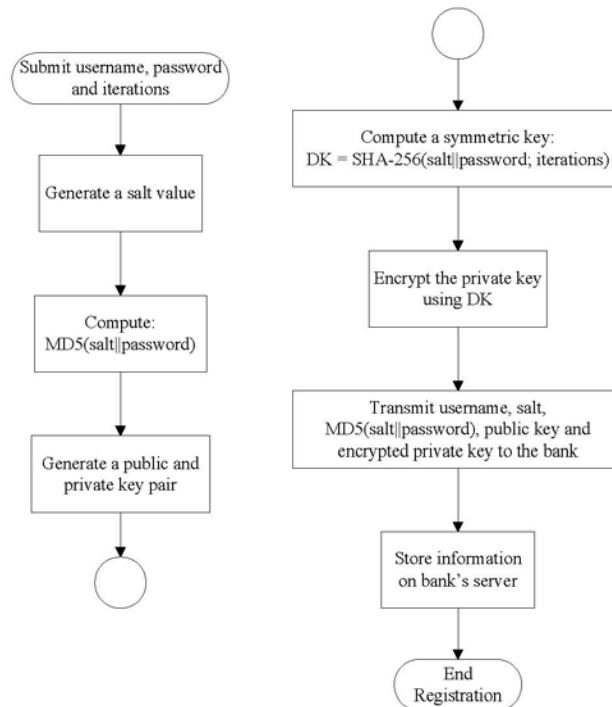 Submit username, password
and iterations
Generate a salt value
Compute:
MD5(salt||password)
Generate a public and
private key pair
Compute a symmetric key:
DK = SHA-256(salt||password; iterations)
Encrypt the private key
using DK
Transmit username, salt,
MD5(salt||password), public key and
encrypted private key to the bank
Store information
on bank's server
End
Registration